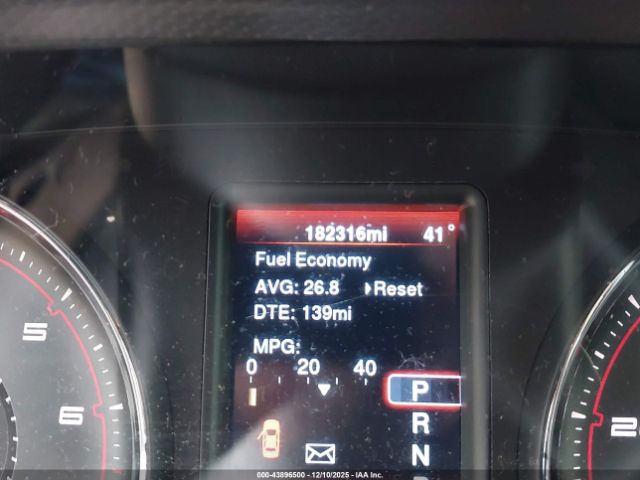 182316mi 41°
Fuel Economy
AVG: 26.8 Reset
DTE: 139mi
MPG:
0 20 40
P
R
N
5
6
000-43896500 - 12/10/2025 - IAA Inc.